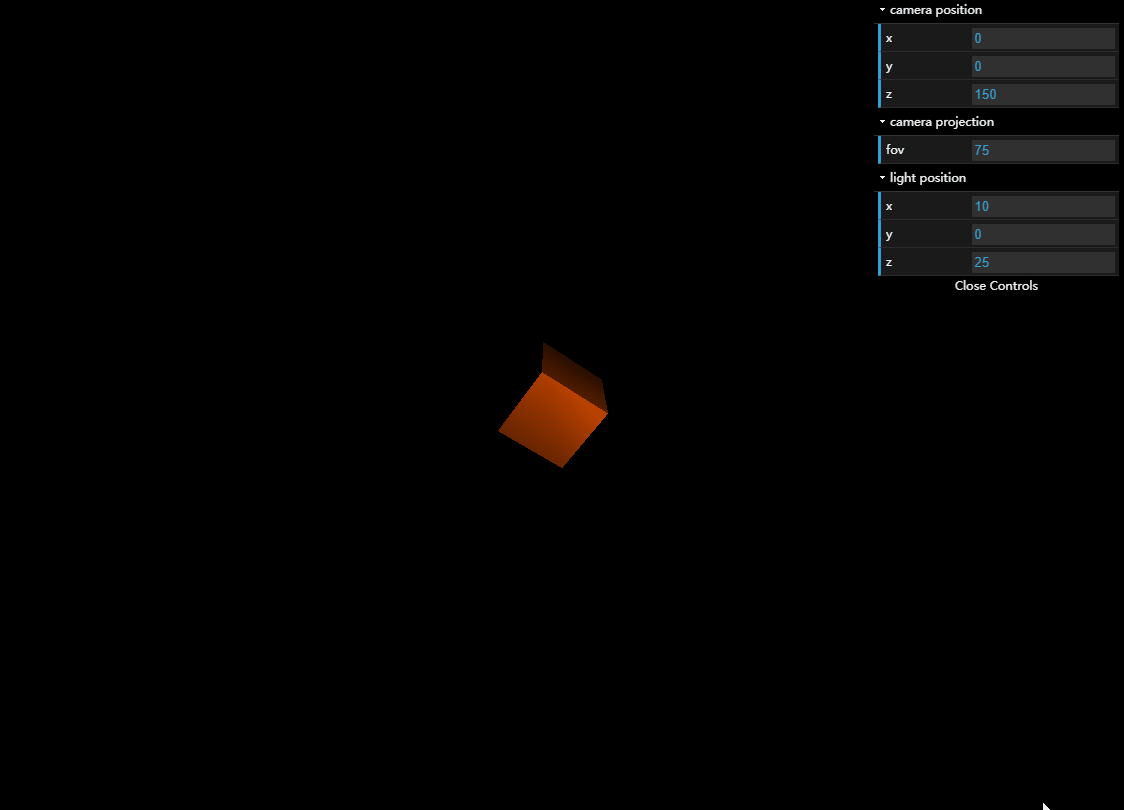 camera position
x 0
y 0
z 150
camera projection
fov 75
light position
x 10
y 0
z 25
Close Controls